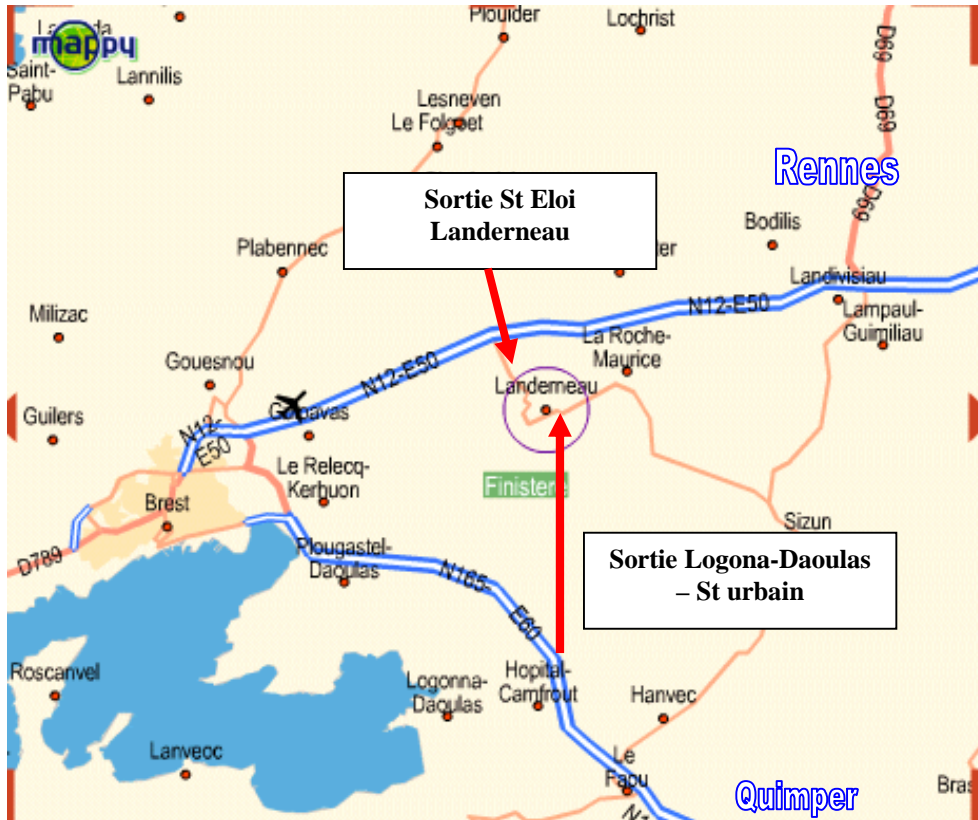 Plouider
Lochrist
mappy
Saint-
Pabu
Lannilis
D69
D69
Lesneven
Le Folgoet
Rennes
D69
Sortie St Eloi
Landerneau
Bodilis
Plabennec
Landivisiau
N12-E50
Lampaul-
Guimiliau
Milizac
La Roche-
Maurice
Gouesnou
N12-E50
Landerneau
Guilers
N12-
E50
Le Relecq-
Kerhuon
Finistere
Brest
Sizun
D789
Plougastel-
Daoulas
N165-
E60
Sortie Logona-Daoulas
– St urbain
Roscanvel
Logonna-
Daoulas
Hopital-
Camfrout
Hanvec
Lanveoc
Le
Faou
Quimper